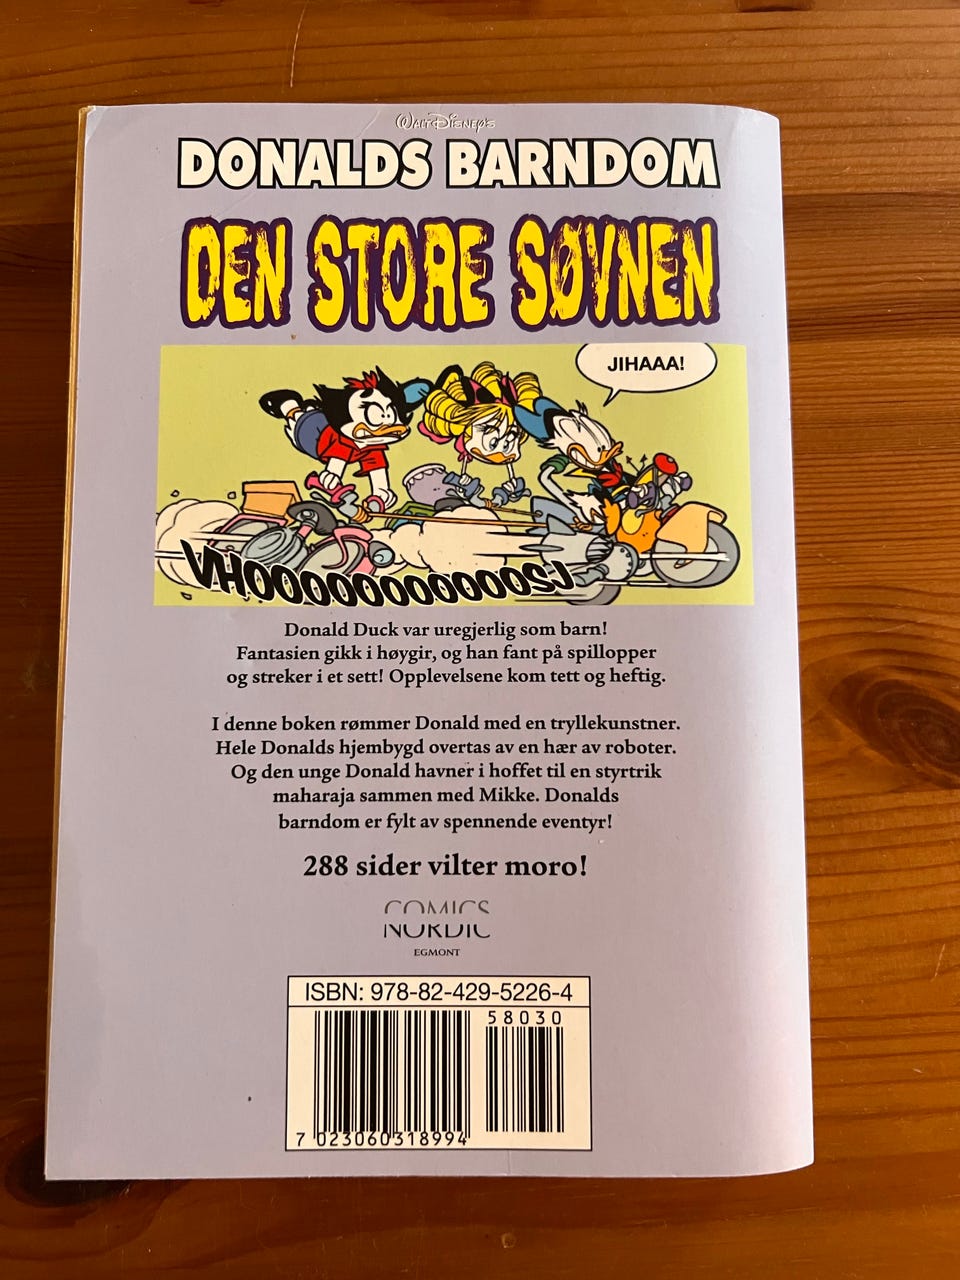 WALT DISNEY'S
DONALDS BARNDOM
DEN STORE SØVNEN
JIHAAA!
VHOOOOOOOOOOOOSJ
Donald Duck var uregjerlig som barn!
Fantasien gikk i høygir, og han fant på spillopper
og streker i et sett! Opplevelsene kom tett og heftig.
I denne boken rømmer Donald med en tryllekunstner.
Hele Donalds hjembygd overtas av en hær av roboter.
Og den unge Donald havner i hoffet til en styrtrik
maharaja sammen med Mikke. Donalds
barndom er fylt av spennende eventyr!
288 sider vilter moro!
COMICS
NORDIC
EGMONT
ISBN: 978-82-429-5226-4
58030
7 023060318994